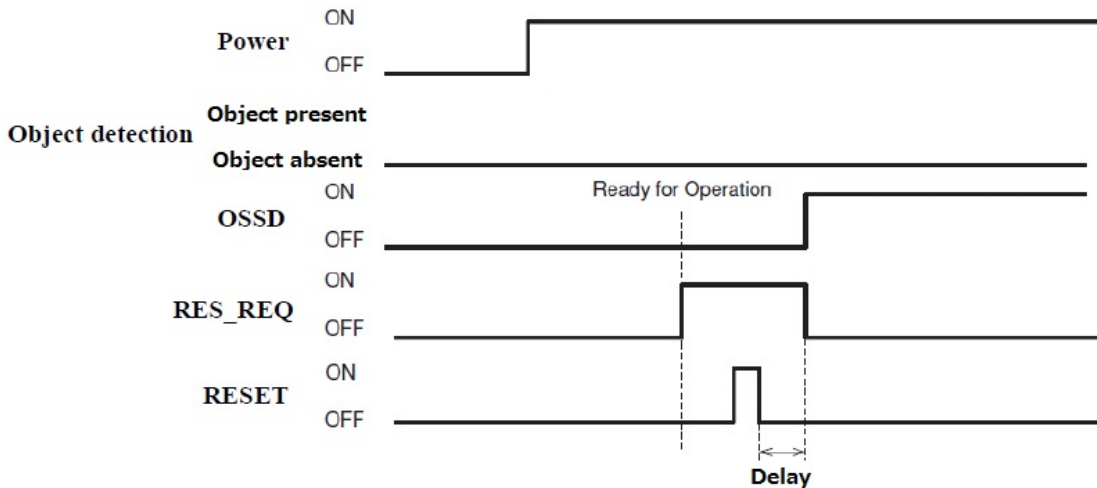 ON
Power
OFF
Object present
Object detection
Object absent
ON
Ready for Operation
OSSD
OFF
ON
RES_REQ
OFF
ON
RESET
OFF
Delay